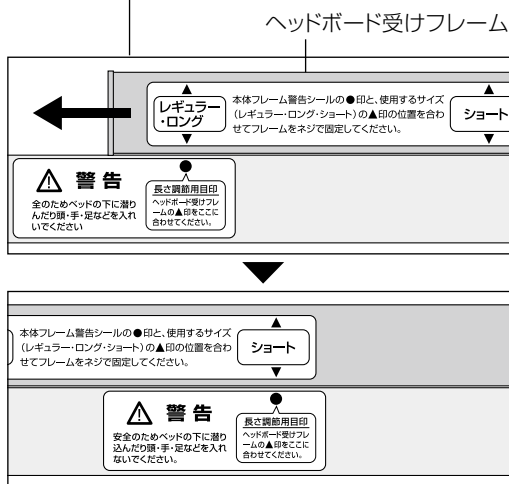 ヘッドボード受けフレーム
レギュラー
・ロング
本体フレーム警告シールの●印と、使用するサイズ
（レギュラー・ロング・ショート）の▲印の位置を合わ
せてフレームをネジで固定してください。
ショート
警告
全のためベッドの下に潜り
んだり頭・手・足などを入れ
いでください
長さ調節用目印
ヘッドボード受けフレ
ームの▲印をここに
合わせてください。
本体フレーム警告シールの●印と、使用するサイズ
（レギュラー・ロング・ショート）の▲印の位置を合わ
せてフレームをネジで固定してください。
ショート
警告
安全のためベッドの下に潜り
込んだり頭・手・足などを入れ
ないでください。
長さ調節用目印
ヘッドボード受けフレ
ームの▲印をここに
合わせてください。